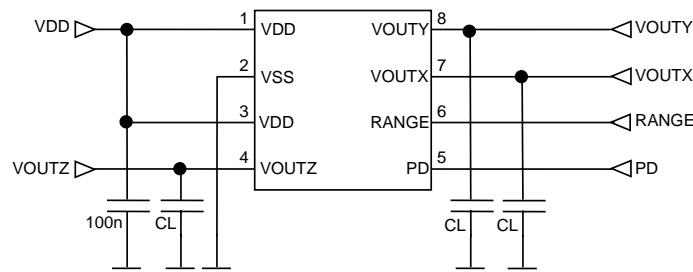 VDD 1 VDD VOUTY 8 VOUTY
2 VSS VOUTX 7 VOUTX
3 VDD RANGE 6 RANGE
VOUTZ 4 VOUTZ PD 5 PD
100n CL CL CL